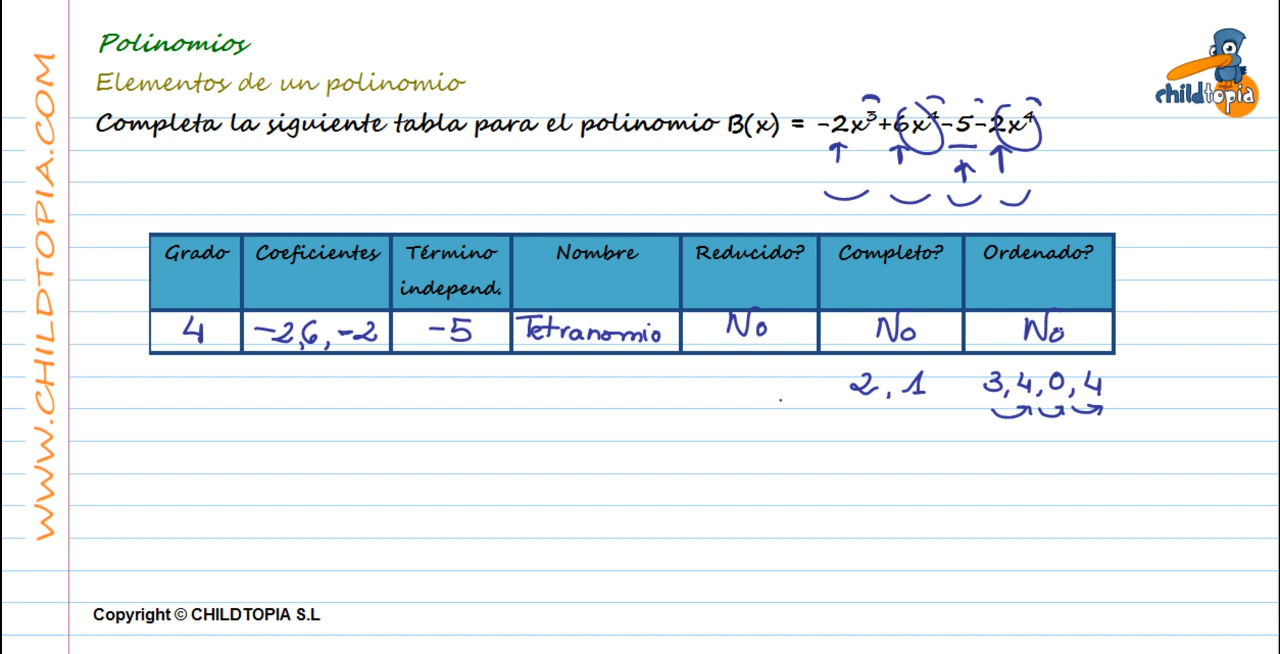 WWW.CHILDTOPIA.COM
Polinomios
Elementos de un polinomio
childtopia
Completa la siguiente tabla para el polinomio B(x) = -2x³+6x⁴-5-2x⁴
Grado Coeficientes Término independ. Nombre Reducido? Completo? Ordenado?
4 -2,6,-2 -5 Tetranomio No No No
2, 1 3, 4, 0, 4
Copyright © CHILDTOPIA S.L